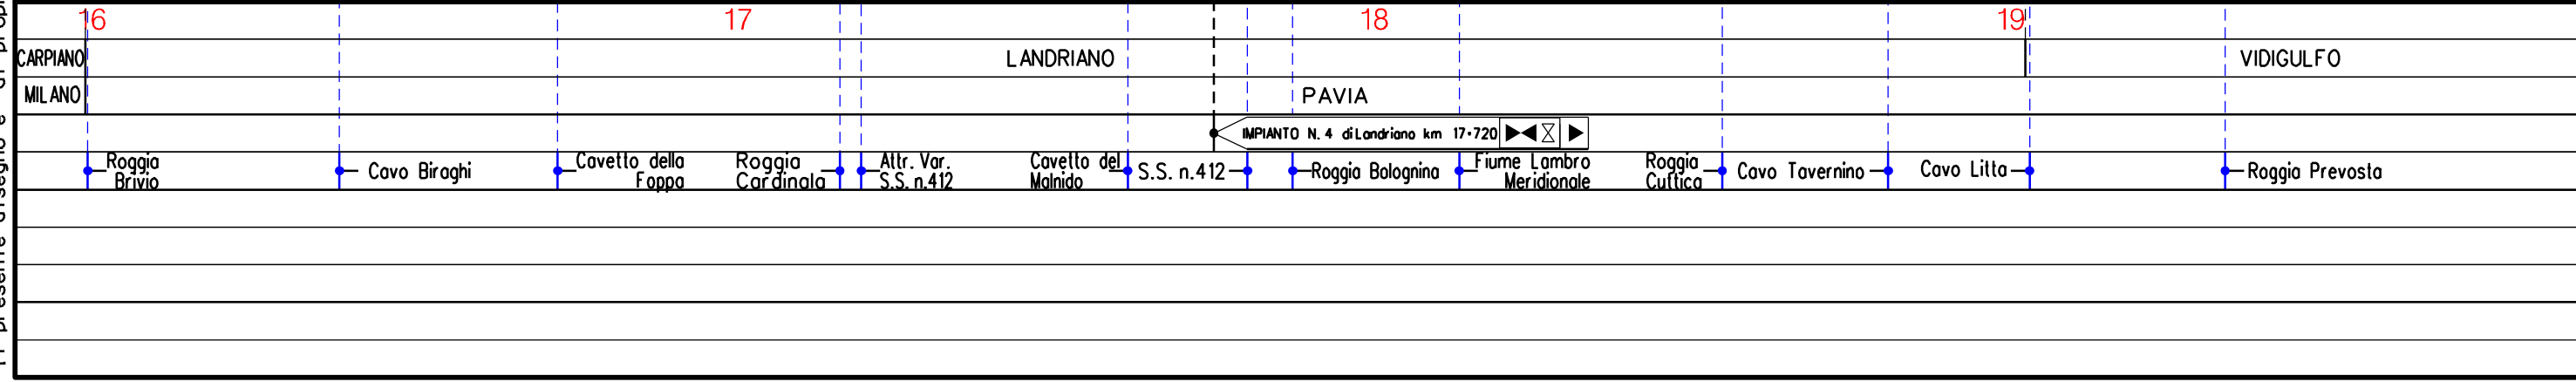 16 17 18 19
CARPIANO LANDRIANO VIDIGULFO
MILANO PAVIA
IMPIANTO N. 4 di Landriano km 17+720
Roggia Brivio
Cavo Biraghi
Cavetto della Foppa
Roggia Cardinala
Attr. Var. S.S. n.412
Cavetto del Malnido
S.S. n.412
Roggia Bolognina
Fiume Lambro Meridionale
Roggia Cuttica
Cavo Tavernino
Cavo Litta
Roggia Prevosta